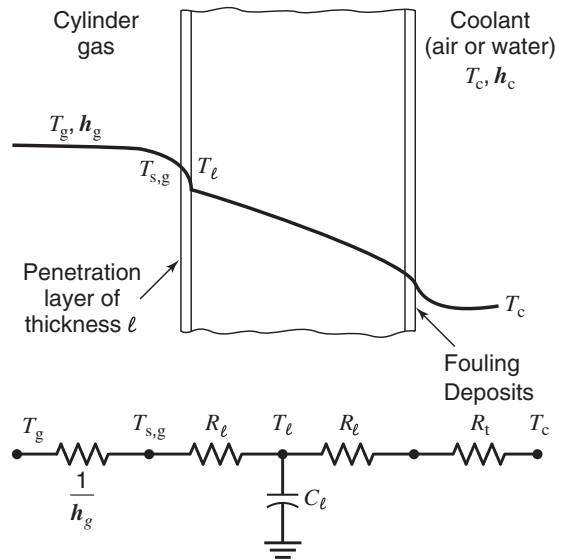 Cylinder
gas
Coolant
(air or water)
T_c, h_c
T_g, h_g
T_s,g
T_ℓ
Penetration
layer of
thickness ℓ
T_c
Fouling
Deposits
T_g
T_s,g
R_ℓ
T_ℓ
R_ℓ
R_t
T_c
1
h_g
C_ℓ